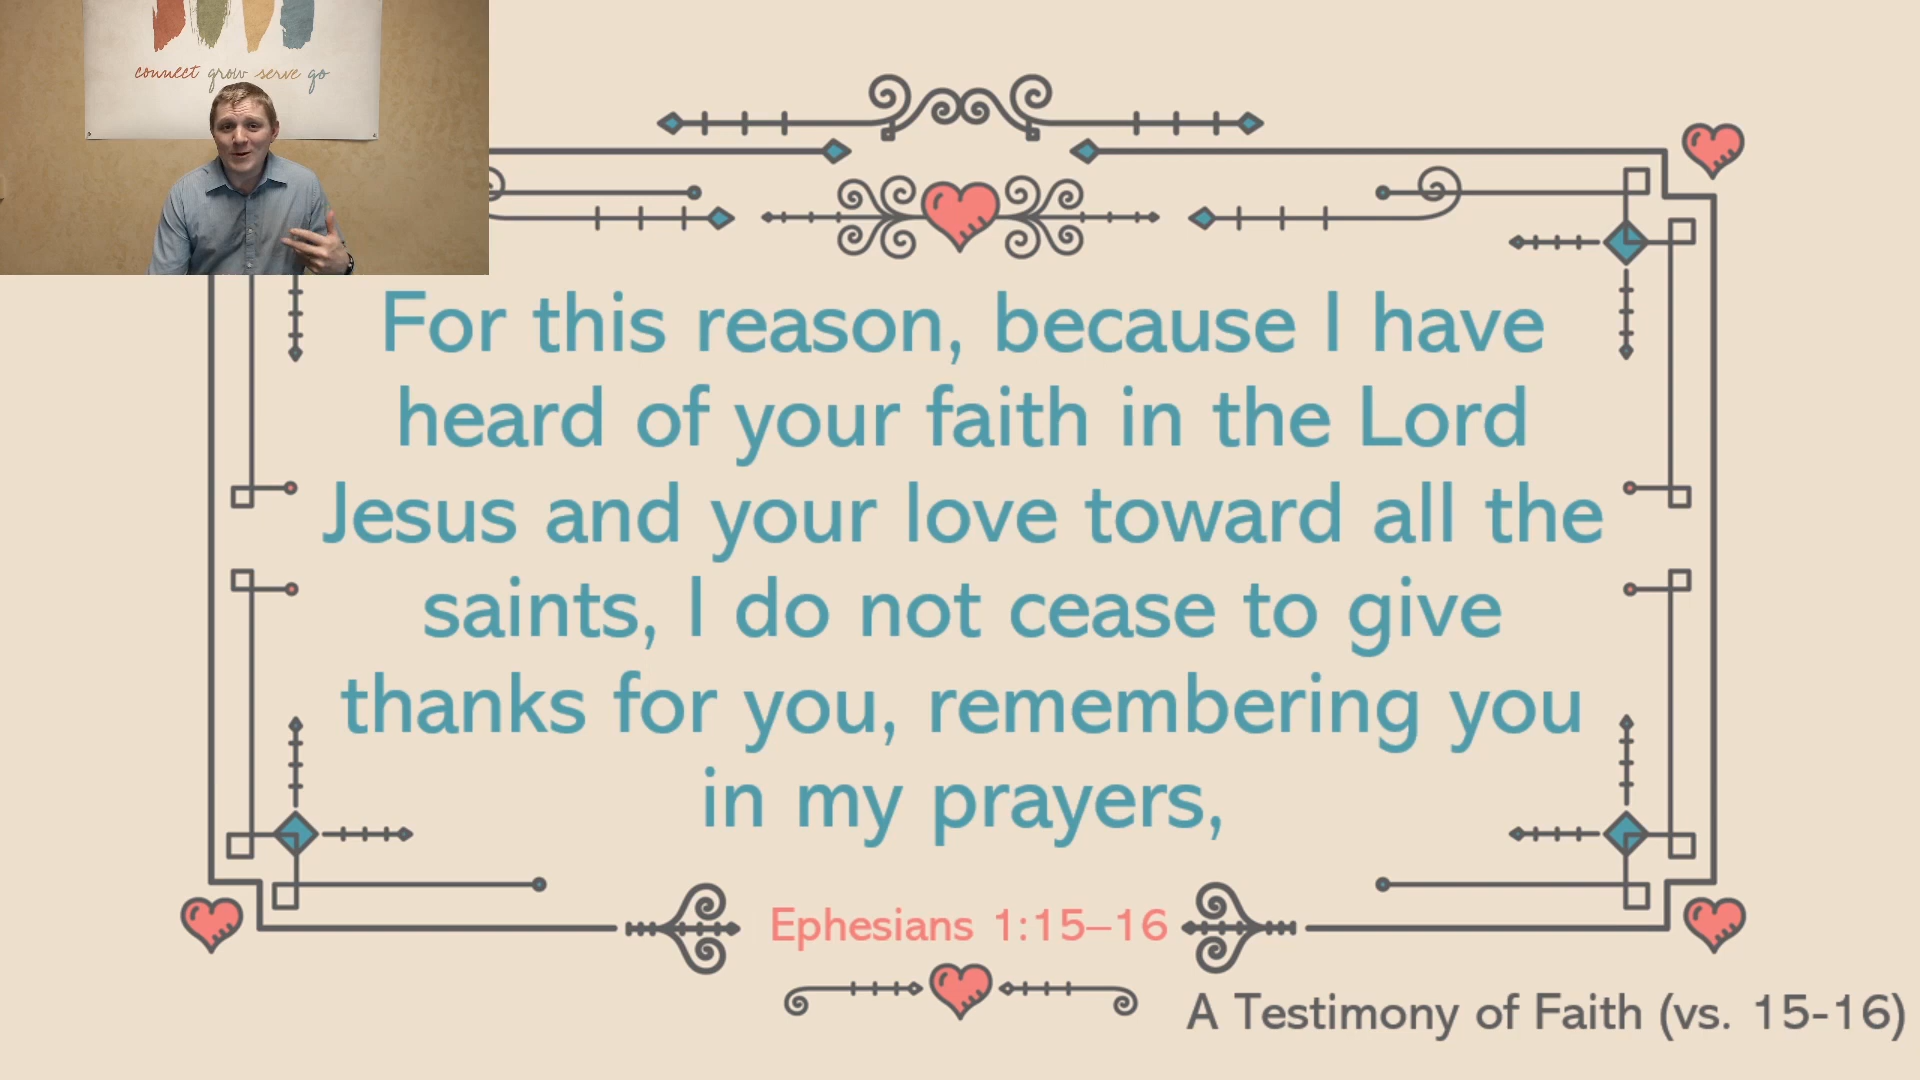 connect grow serve go
For this reason, because I have
heard of your faith in the Lord
Jesus and your love toward all the
saints, I do not cease to give
thanks for you, remembering you
in my prayers,
Ephesians 1:15–16
A Testimony of Faith (vs. 15-16)